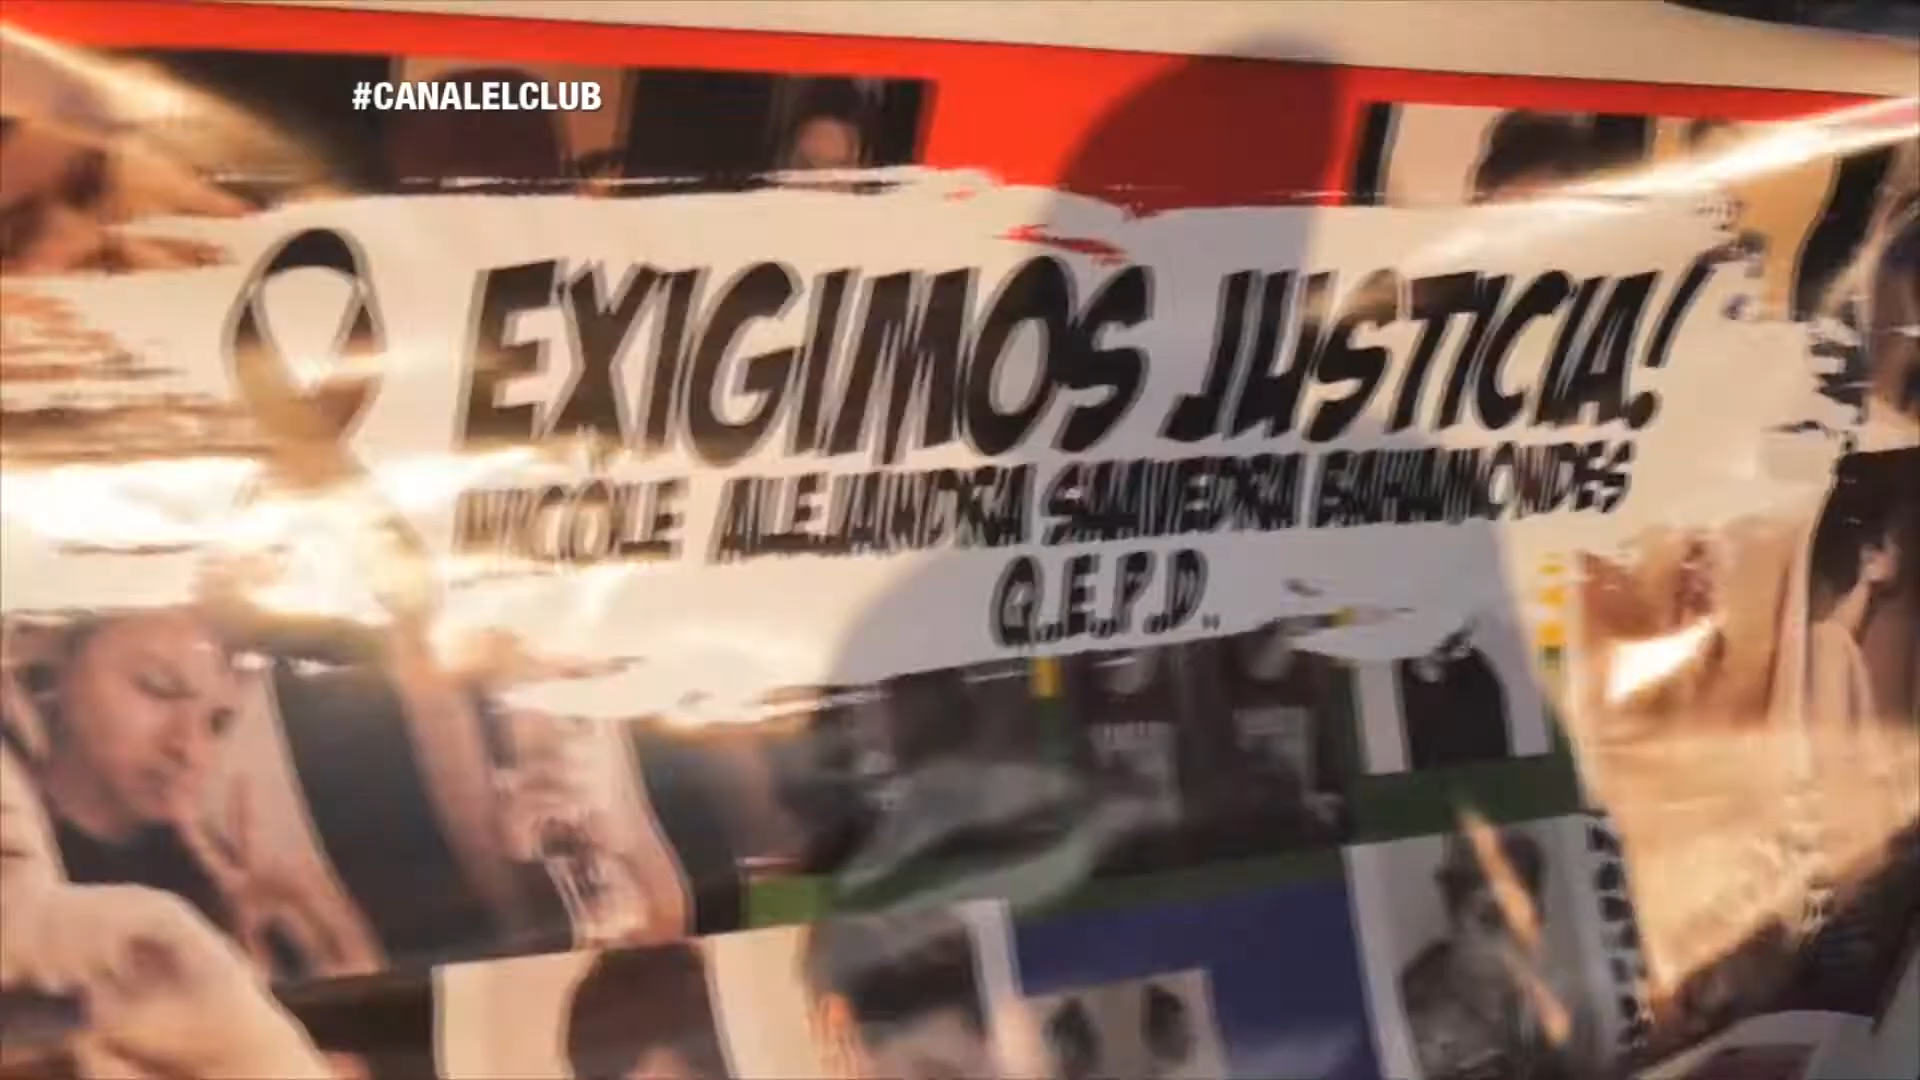 #CANALELCLUB
EXIGIMOS JUSTICIA!
NICOLE ALEJANDRA SAAVEDRA BAHAMONDES
Q.E.P.D.